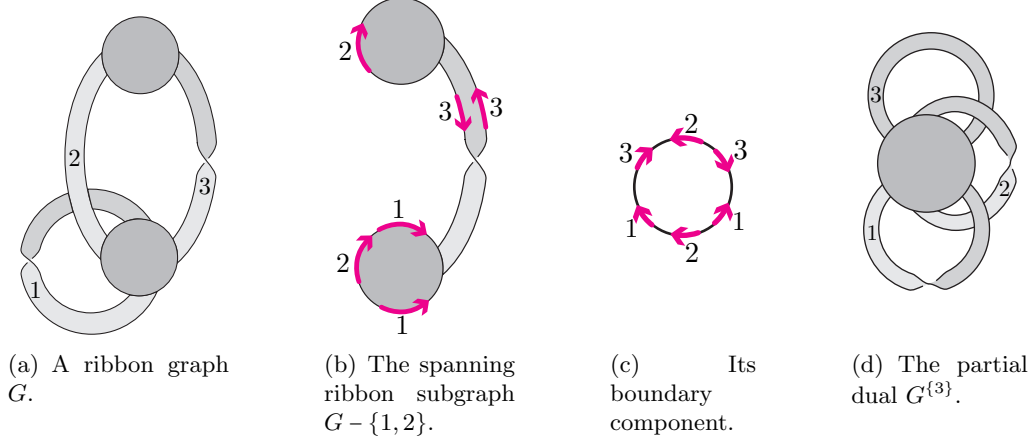 2
3
1
2
3
3
1
2
1
2
3
3
1
1
2
3
2
1
(a) A ribbon graph
G.
(b) The spanning
ribbon subgraph
G – {1, 2}.
(c) Its
boundary
component.
(d) The partial
dual G^{3}.